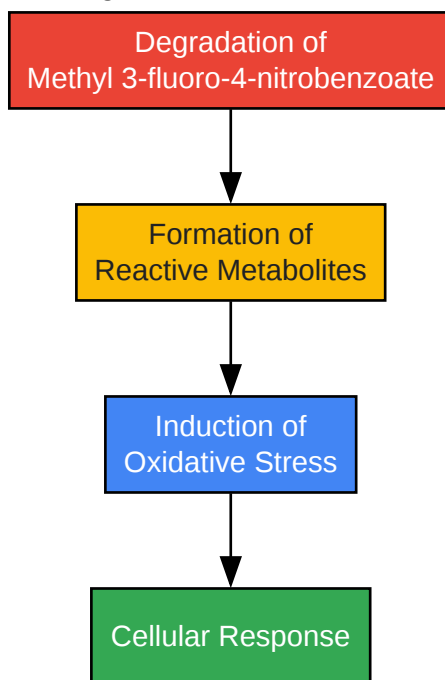 Degradation of
Methyl 3-fluoro-4-nitrobenzoate
Formation of
Reactive Metabolites
Induction of
Oxidative Stress
Cellular Response